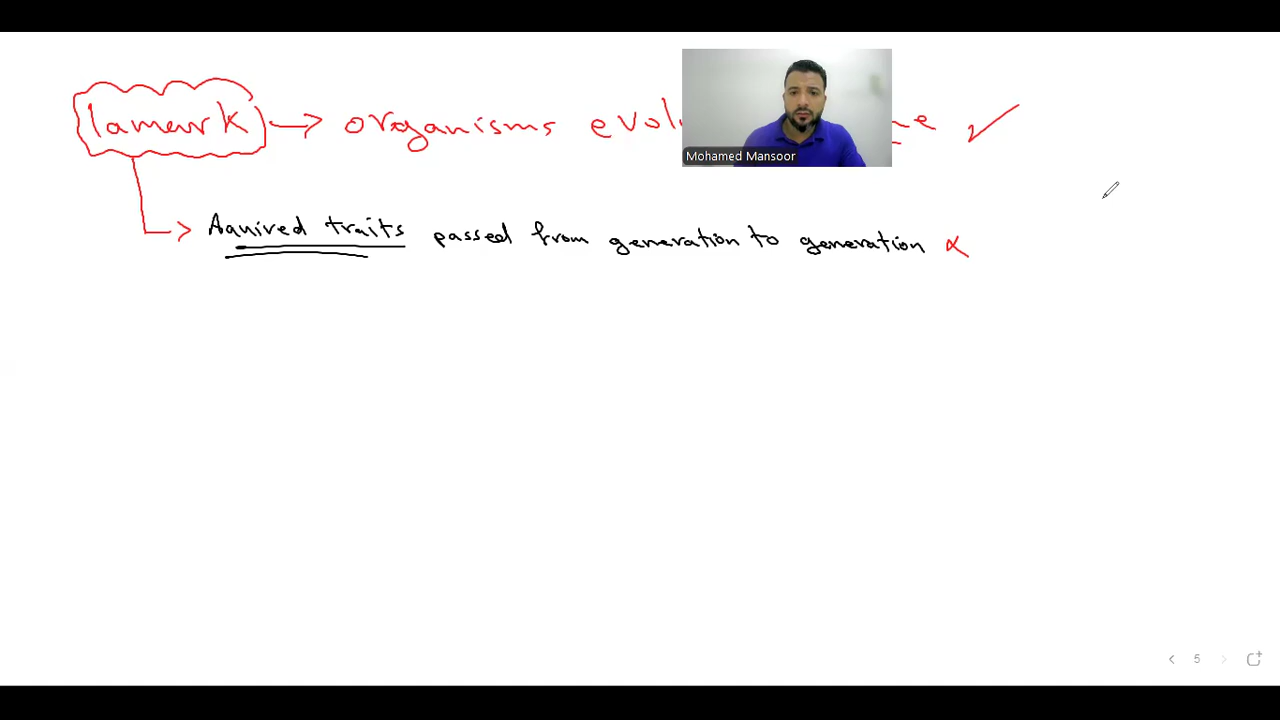 lamark → organisms evol
Mohamed Mansoor
Aquired traits passed from generation to generation
5